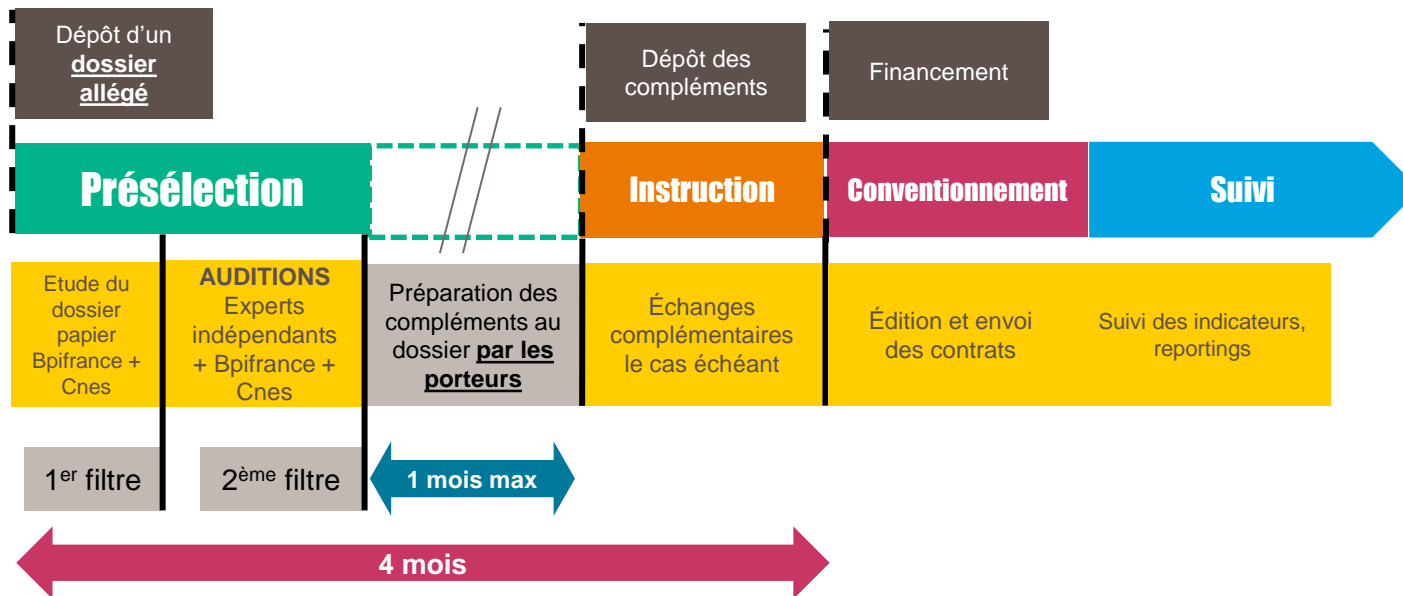 Dépôt d’un
dossier
allégé
Dépôt des
compléments
Financement
Présélection
Instruction
Conventionnement
Suivi
Etude du
dossier
papier
Bpifrance +
Cnes
AUDITIONS
Experts
indépendants
+ Bpifrance +
Cnes
Préparation des
compléments au
dossier par les
porteurs
Échanges
complémentaires
le cas échéant
Édition et envoi
des contrats
Suivi des indicateurs,
reportings
1er filtre
2ème filtre
1 mois max
4 mois